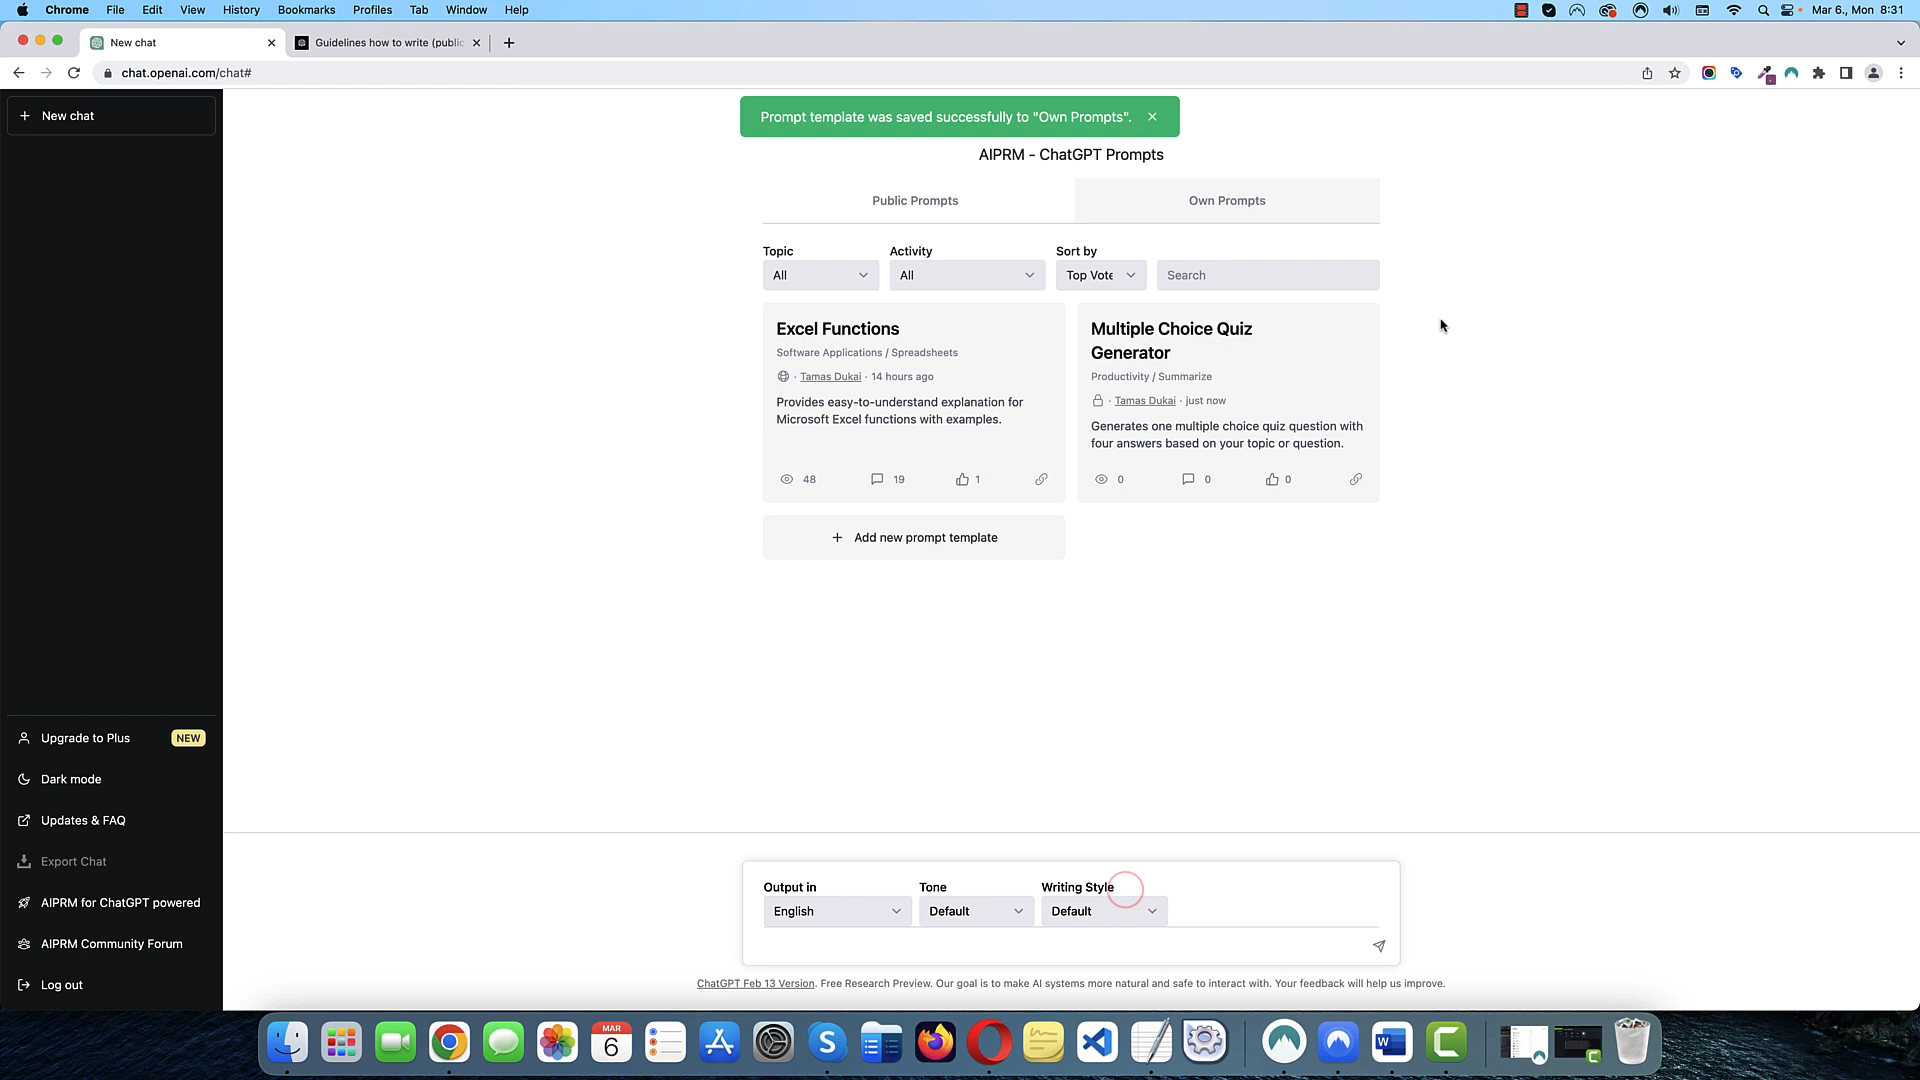 Chrome File Edit View History Bookmarks Profiles Tab Window Help Mar 6., Mon 8:31
New chat
Guidelines how to write (public
chat.openai.com/chat#
New chat
Prompt template was saved successfully to "Own Prompts".
AIPRM - ChatGPT Prompts
Public Prompts Own Prompts
Topic Activity Sort by
All All Top Vote Search
Excel Functions
Software Applications / Spreadsheets
· Tamas Dukai · 14 hours ago
Provides easy-to-understand explanation for
Microsoft Excel functions with examples.
48 19 1
Multiple Choice Quiz
Generator
Productivity / Summarize
· Tamas Dukai · just now
Generates one multiple choice quiz question with
four answers based on your topic or question.
0 0 0
Add new prompt template
Upgrade to Plus NEW
Dark mode
Updates & FAQ
Export Chat
AIPRM for ChatGPT powered
AIPRM Community Forum
Log out
Output in Tone Writing Style
English Default Default
ChatGPT Feb 13 Version. Free Research Preview. Our goal is to make AI systems more natural and safe to interact with. Your feedback will help us improve.
MAR
6
S
W
C